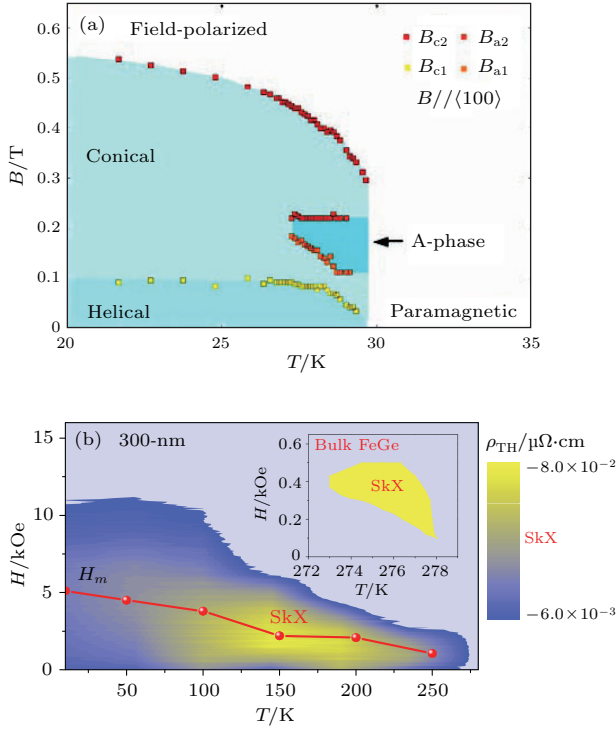 (a) Field-polarized
B_c2 B_a2
B_c1 B_a1
B//⟨100⟩
Conical
A-phase
Helical
Paramagnetic
0.6
0.5
0.4
0.3
0.2
0.1
0
B/T
20 25 30 35
T/K
(b) 300-nm
15
10
5
0
H/kOe
H_m
SkX
50 100 150 200 250
T/K
Bulk FeGe
SkX
0.6
0.4
0.2
0
H/kOe
272 274 276 278
T/K
ρ_TH/μΩ·cm
−8.0×10⁻²
SkX
−6.0×10⁻³